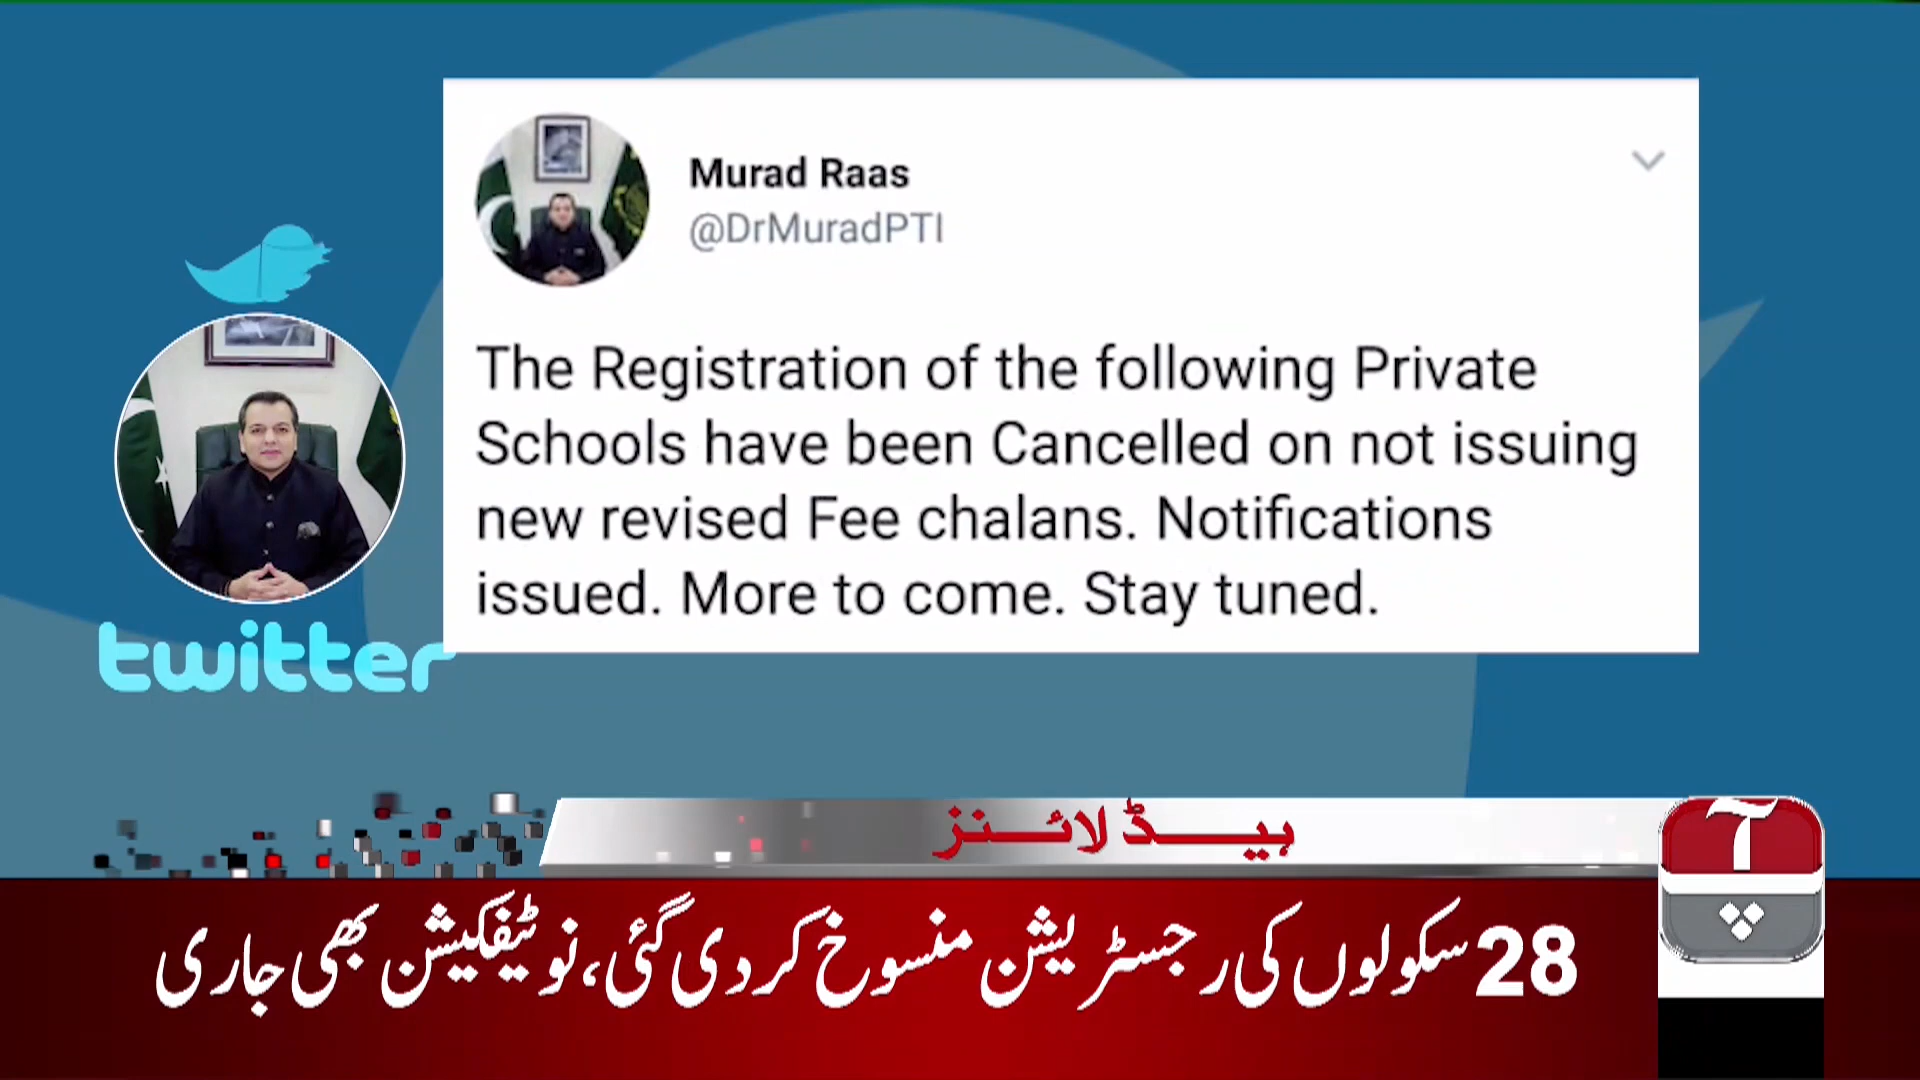 Murad Raas
@DrMuradPTI
The Registration of the following Private
Schools have been Cancelled on not issuing
new revised Fee chalans. Notifications
issued. More to come. Stay tuned.
twitter
ہیڈلائنز
آپ
28 سکولوں کی رجسٹریشن منسوخ کردی گئی، نوٹیفکیشن بھی جاری